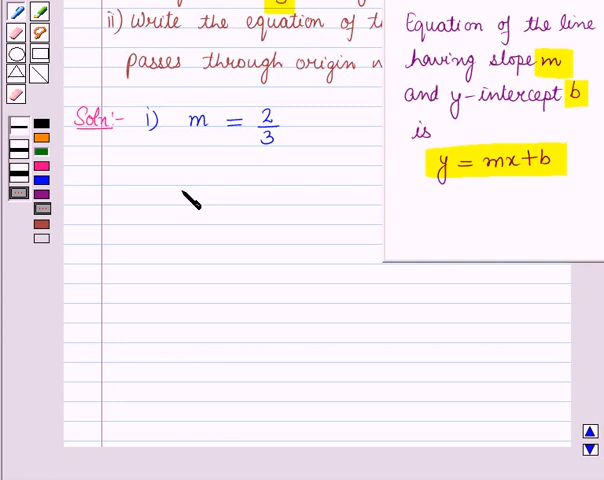 ii) Write the equation of
passes through origin
Soln:- i) m = 2/3
Equation of the line
having slope m
and y-intercept b
is
y = mx+b